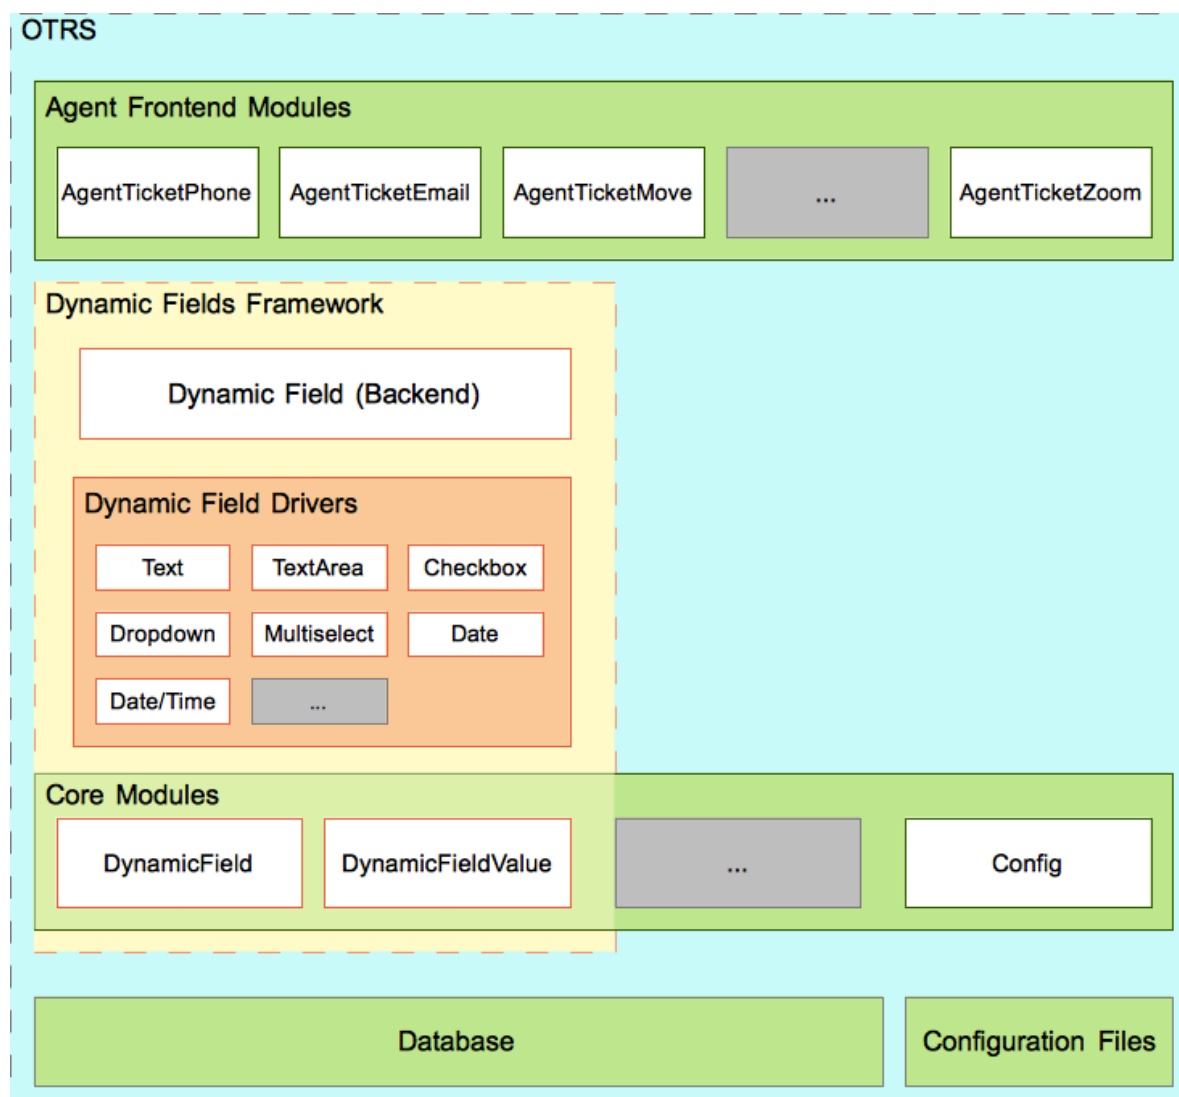 OTRS
Agent Frontend Modules
AgentTicketPhone
AgentTicketEmail
AgentTicketMove
...
AgentTicketZoom
Dynamic Fields Framework
Dynamic Field (Backend)
Dynamic Field Drivers
Text
TextArea
Checkbox
Dropdown
Multiselect
Date
Date/Time
...
Core Modules
DynamicField
DynamicFieldValue
...
Config
Database
Configuration Files